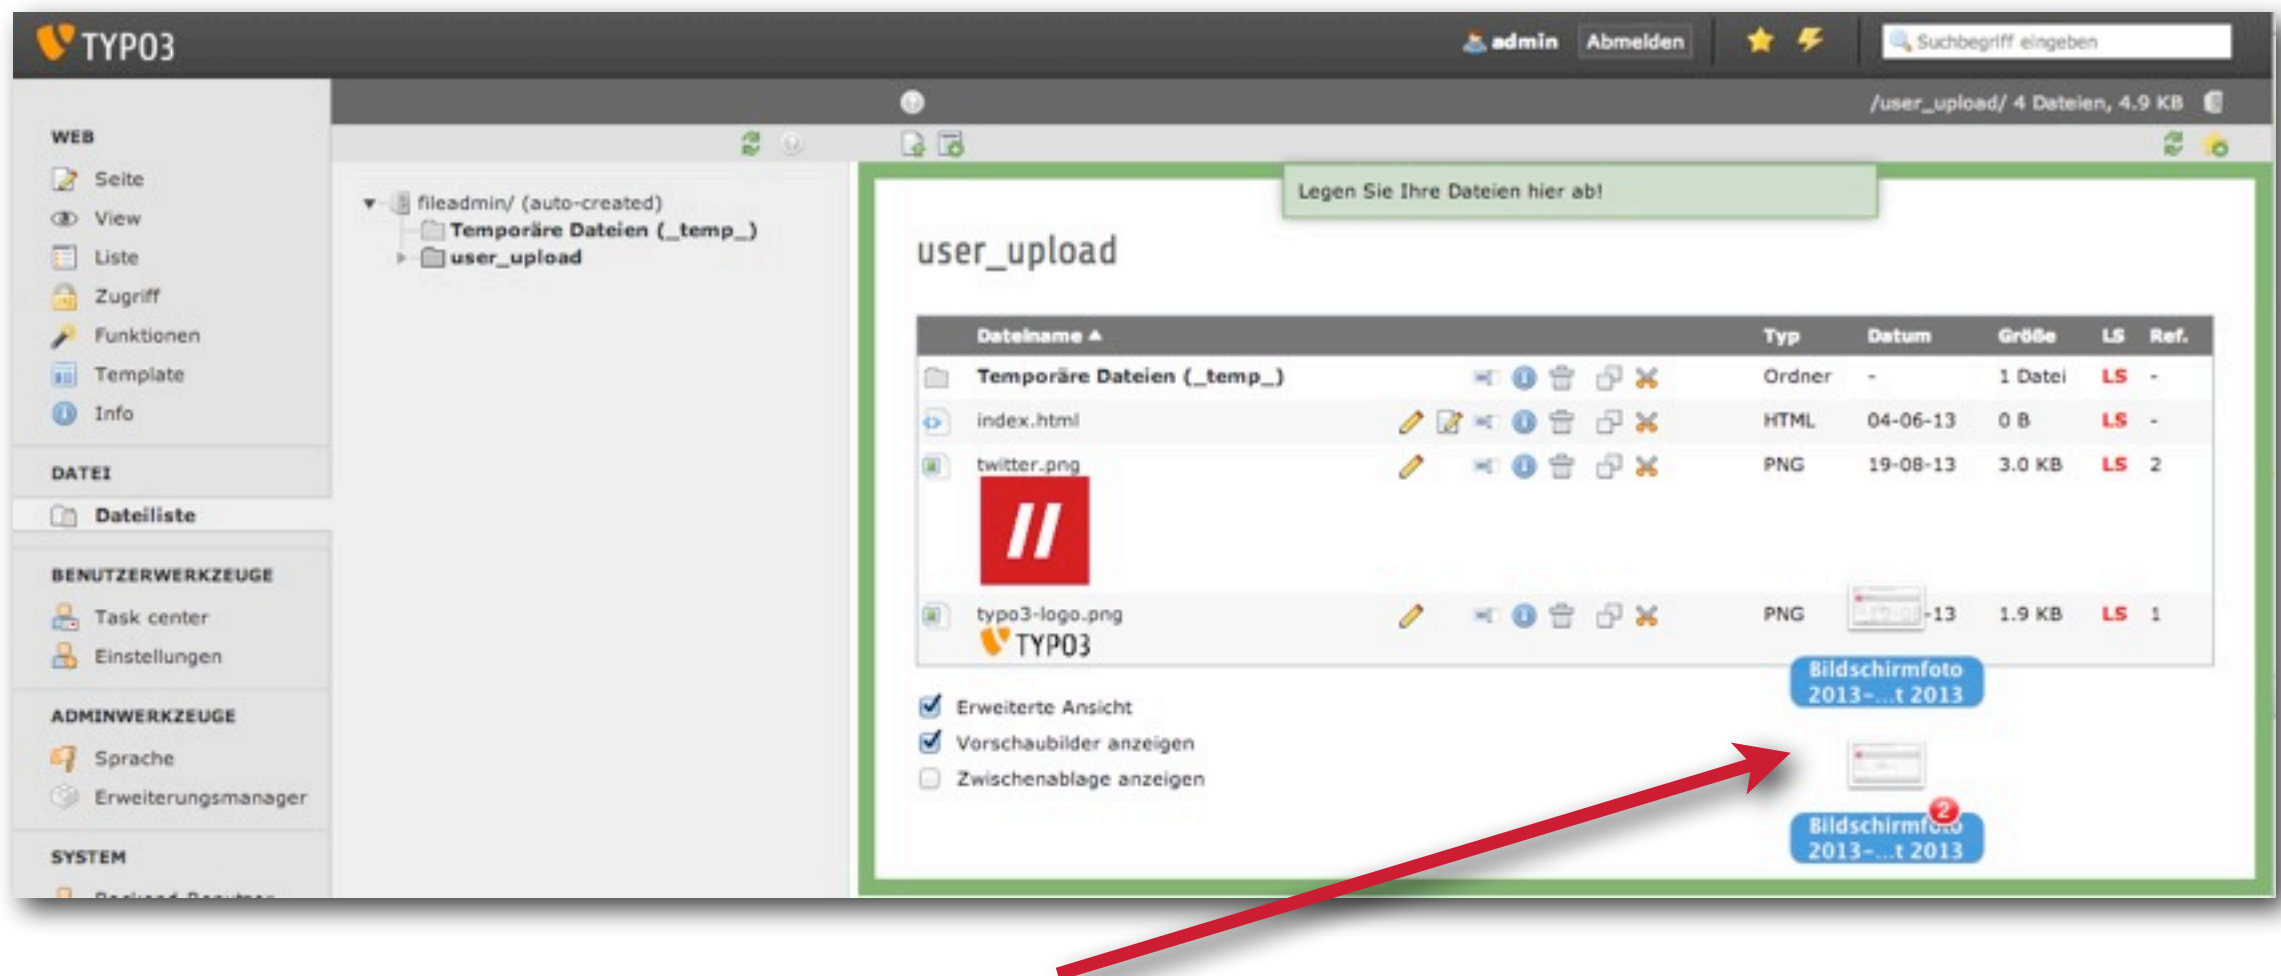 TYPO3
admin Abmelden Suchbegriff eingeben
/user_upload/ 4 Dateien, 4.9 KB
WEB
Seite
View
Liste
Zugriff
Funktionen
Template
Info
DATEI
Dateiliste
BENUTZERWERKZEUGE
Task center
Einstellungen
ADMINWERKZEUGE
Sprache
Erweiterungsmanager
SYSTEM
fileadmin/ (auto-created)
Temporäre Dateien (_temp_)
user_upload
Legen Sie Ihre Dateien hier ab!
user_upload
Dateiname Typ Datum Größe LS Ref.
Temporäre Dateien (_temp_) Ordner - 1 Datei LS -
index.html HTML 04-06-13 0 B LS -
twitter.png PNG 19-08-13 3.0 KB LS 2
typo3-logo.png PNG -13 1.9 KB LS 1
TYPO3
Erweiterte Ansicht
Vorschaubilder anzeigen
Zwischenablage anzeigen
Bildschirmfoto
2013-...t 2013
2
Bildschirmfoto
2013-...t 2013